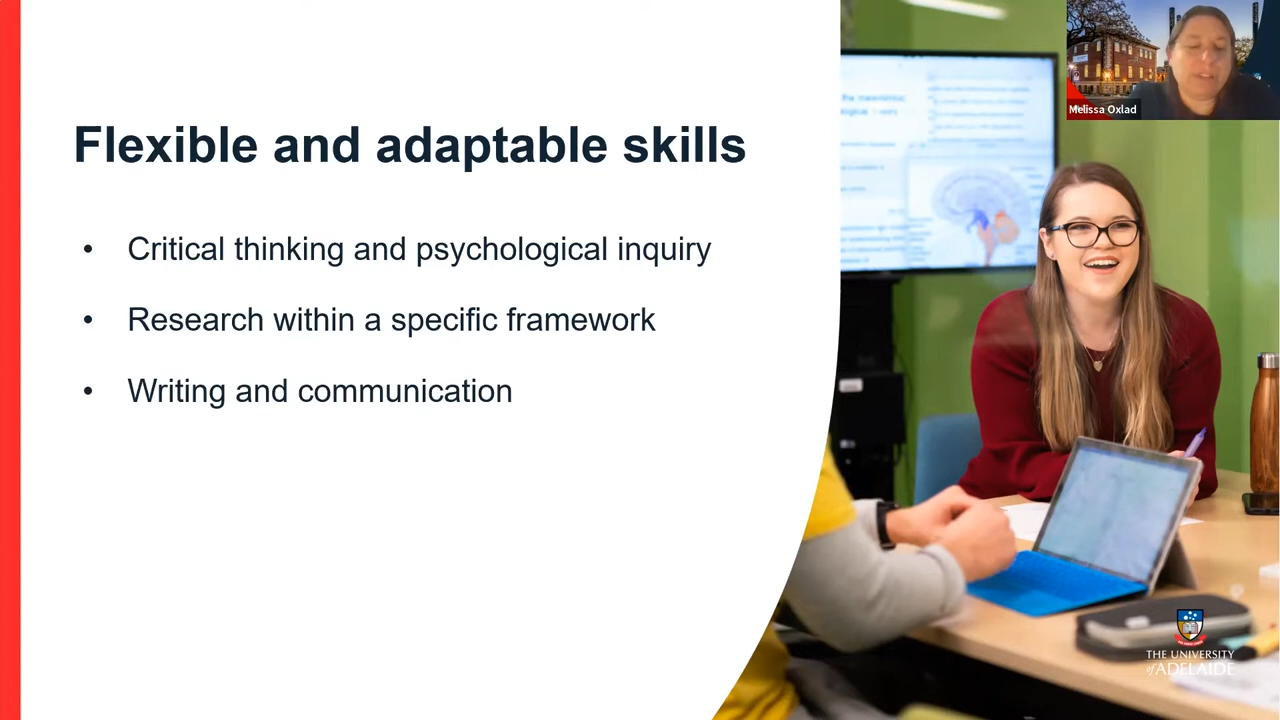 Melissa Oxlad
Flexible and adaptable skills
• Critical thinking and psychological inquiry
• Research within a specific framework
• Writing and communication
THE UNIVERSITY
of ADELAIDE